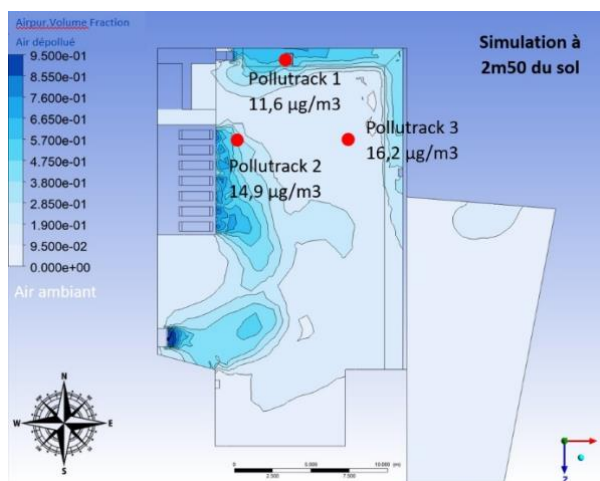 Airpur.Volume Fraction
Air dépollué
9.500e-01
8.550e-01
7.600e-01
6.650e-01
5.700e-01
4.750e-01
3.800e-01
2.850e-01
1.900e-01
9.500e-02
0.000e+00
Air ambiant
Simulation à
2m50 du sol
Pollutrack 1
11,6 µg/m3
Pollutrack 3
16,2 µg/m3
Pollutrack 2
14,9 µg/m3
N
W
E
S
0.000
10.000
(m)
2.500
7.500
Z